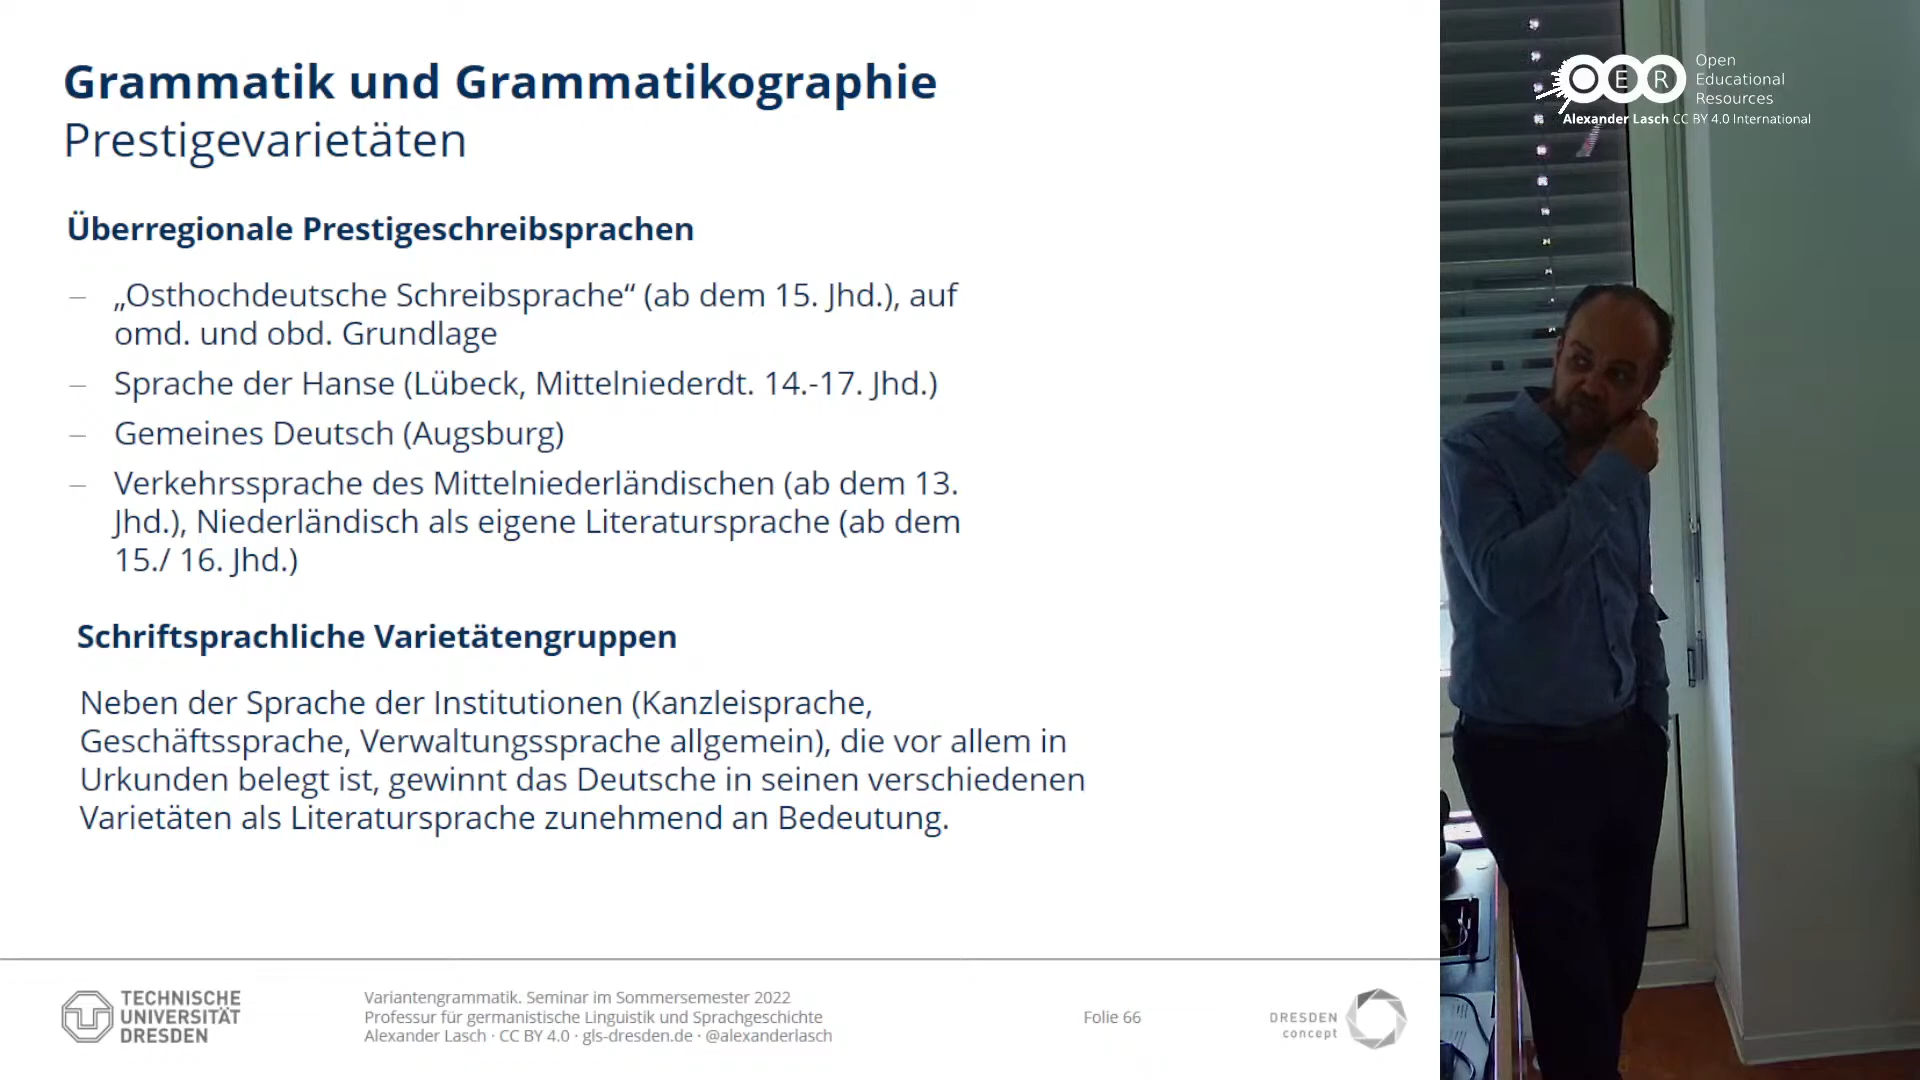 Grammatik und Grammatikographie
Prestigevarietäten
Überregionale Prestigeschreibsprachen
– „Osthochdeutsche Schreibsprache“ (ab dem 15. Jhd.), auf
omd. und obd. Grundlage
– Sprache der Hanse (Lübeck, Mittelniederdt. 14.-17. Jhd.)
– Gemeines Deutsch (Augsburg)
– Verkehrssprache des Mittelniederländischen (ab dem 13.
Jhd.), Niederländisch als eigene Literatursprache (ab dem
15./ 16. Jhd.)
Schriftsprachliche Varietätengruppen
Neben der Sprache der Institutionen (Kanzleisprache,
Geschäftssprache, Verwaltungssprache allgemein), die vor allem in
Urkunden belegt ist, gewinnt das Deutsche in seinen verschiedenen
Varietäten als Literatursprache zunehmend an Bedeutung.
TECHNISCHE
UNIVERSITÄT
DRESDEN
Variantengrammatik. Seminar im Sommersemester 2022
Professur für germanistische Linguistik und Sprachgeschichte
Alexander Lasch · CC BY 4.0 · gls-dresden.de · @alexanderlasch
Folie 66
DRESDEN
concept
OER
Open
Educational
Resources
Alexander Lasch CC BY 4.0 International